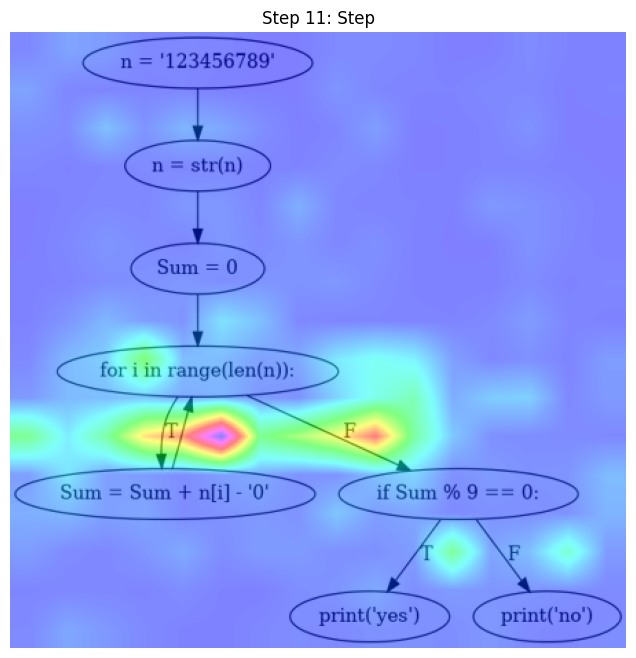 Step 11: Step
n = '123456789'
n = str(n)
Sum = 0
for i in range(len(n)):
T
F
Sum = Sum + n[i] - '0'
if Sum % 9 == 0:
T
F
print('yes')
print('no')